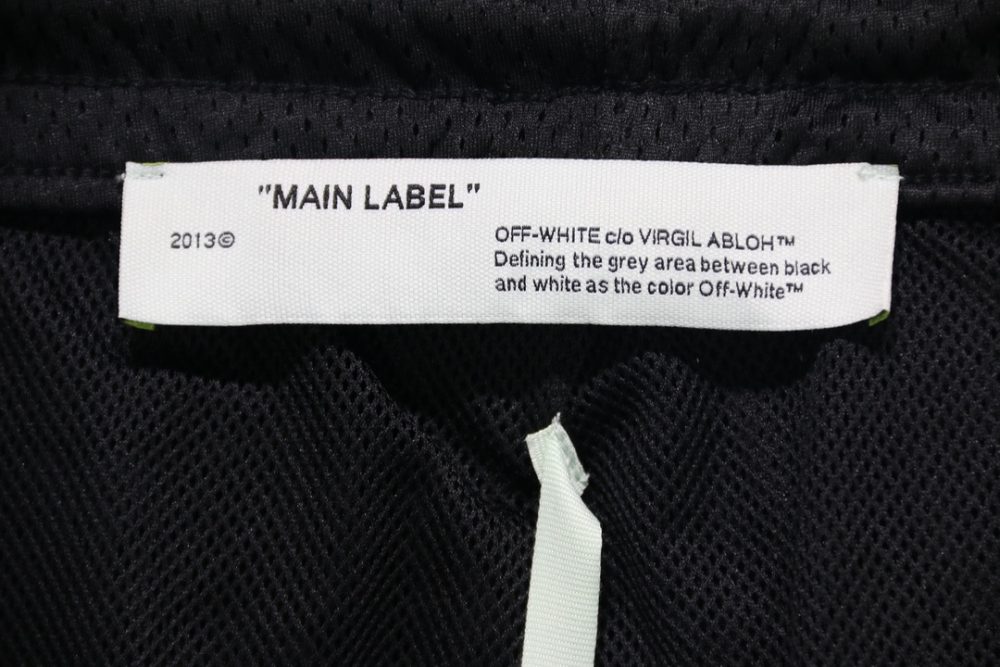 "MAIN LABEL"
2013©
OFF-WHITE c/o VIRGIL ABLOH™
Defining the grey area between black
and white as the color Off-White™